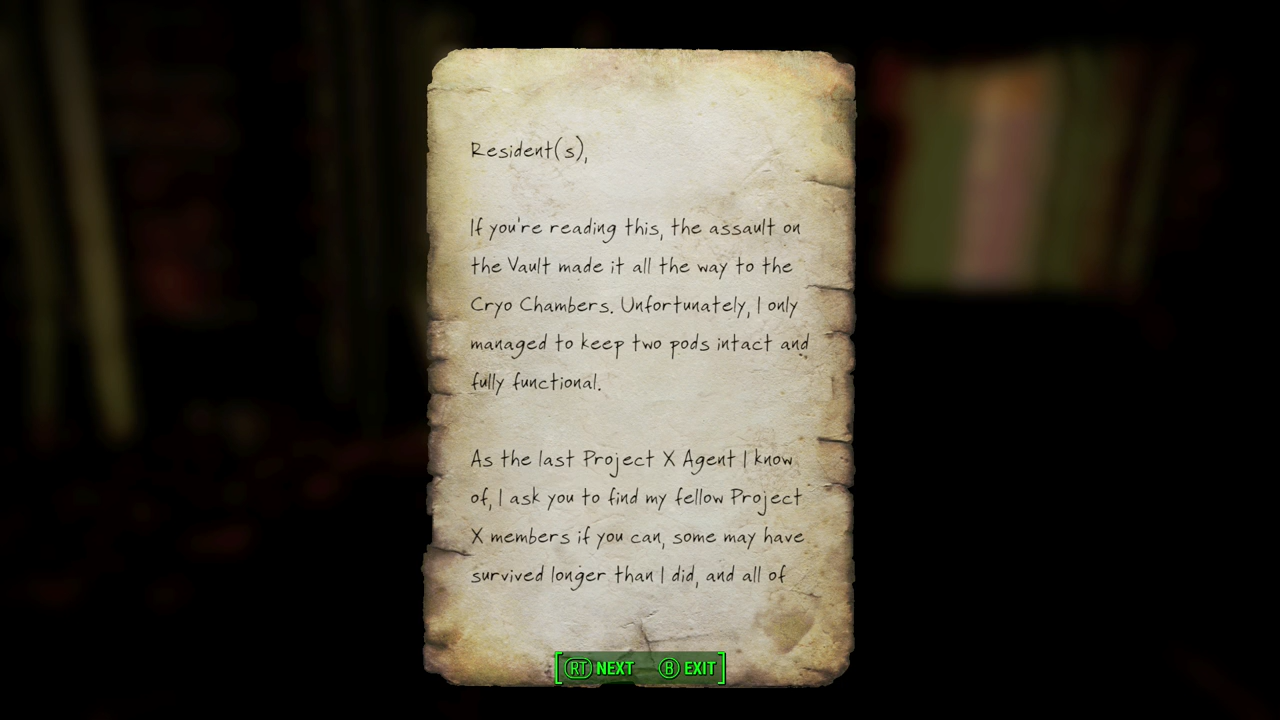 Resident(s),
If you're reading this, the assault on
the Vault made it all the way to the
Cryo Chambers. Unfortunately, I only
managed to keep two pods intact and
fully functional.
As the last Project X Agent I know
of, I ask you to find my fellow Project
X members if you can, some may have
survived longer than I did, and all of
RT NEXT B EXIT